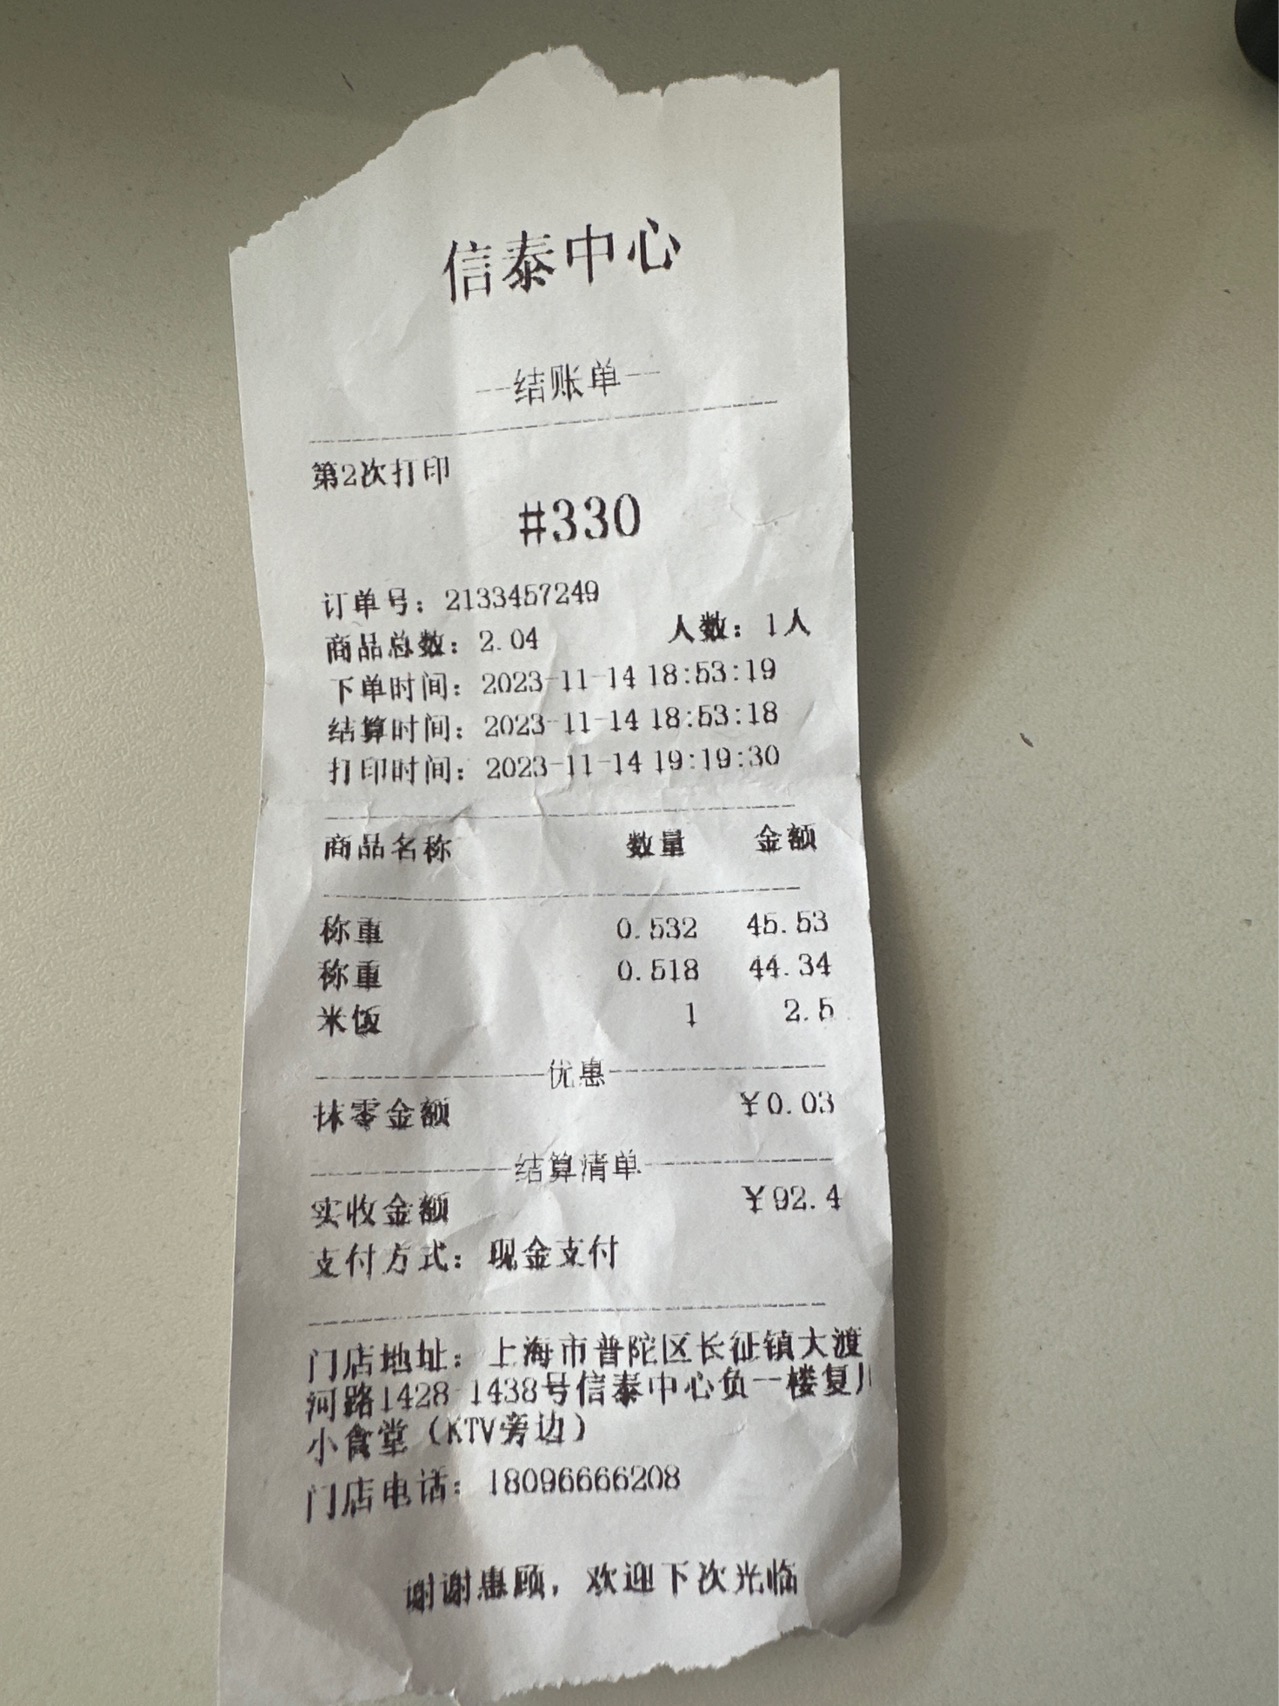 信泰中心
--结账单--
第2次打印
#330
订单号：2133457249
商品总数：2.04 人数：1人
下单时间：2023-11-14 18:53:19
结算时间：2023-11-14 18:53:18
打印时间：2023-11-14 19:19:30
商品名称 数量 金额
称重 0.532 45.53
称重 0.518 44.34
米饭 1 2.5
优惠
抹零金额 ¥0.03
结算清单
实收金额 ¥92.4
支付方式：现金支付
门店地址：上海市普陀区长征镇大渡
河路1428-1438号信泰中心负一楼复
小食堂（KTV旁边）
门店电话：18096666208
谢谢惠顾，欢迎下次光临